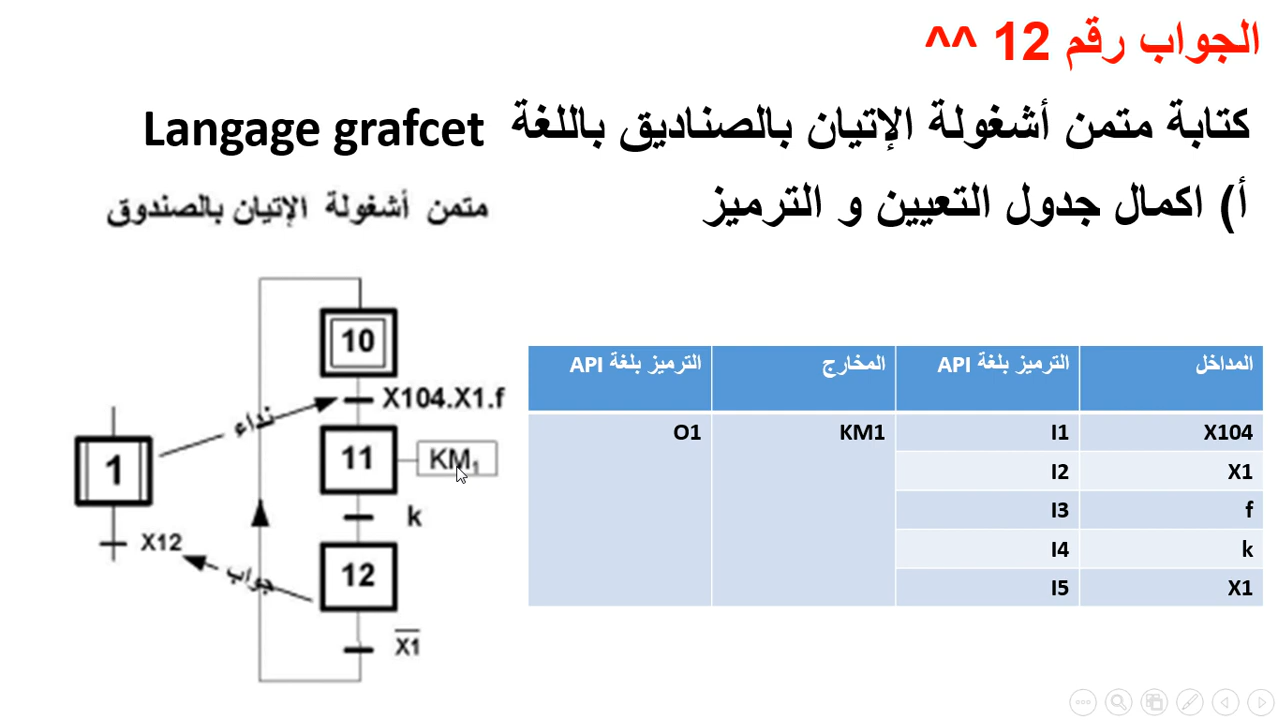 الجواب رقم 12 ^^
كتابة متمن أشغولة الإتيان بالصناديق باللغة Langage grafcet
أ) اكمال جدول التعيين و الترميز
متمن أشغولة الإتيان بالصندوق
10
X104.X1.f
نداء
1
11
KM1
k
X12
جواب
12
X̅1̅
المداخل الترميز بلغة API المخارج الترميز بلغة API
X104 I1 KM1 O1
X1 I2
f I3
k I4
X1 I5